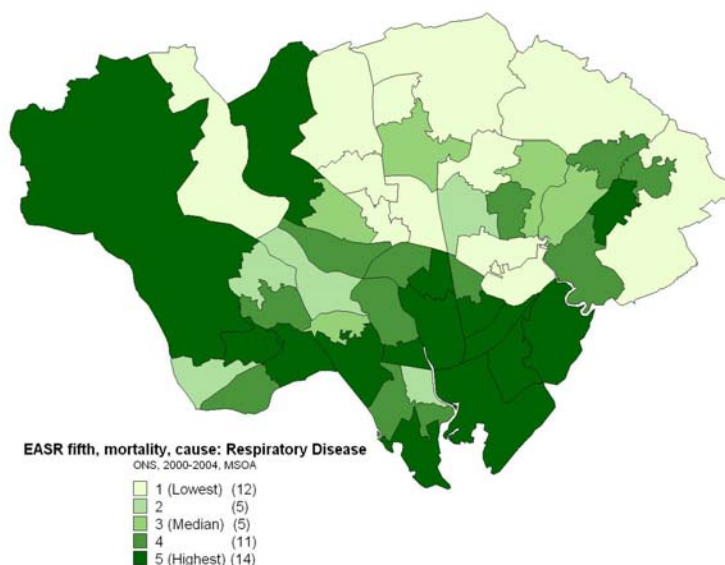 EASR fifth, mortality, cause: Respiratory Disease
ONS, 2000-2004, MSOA
1 (Lowest) (12)
2 (5)
3 (Median) (5)
4 (11)
5 (Highest) (14)